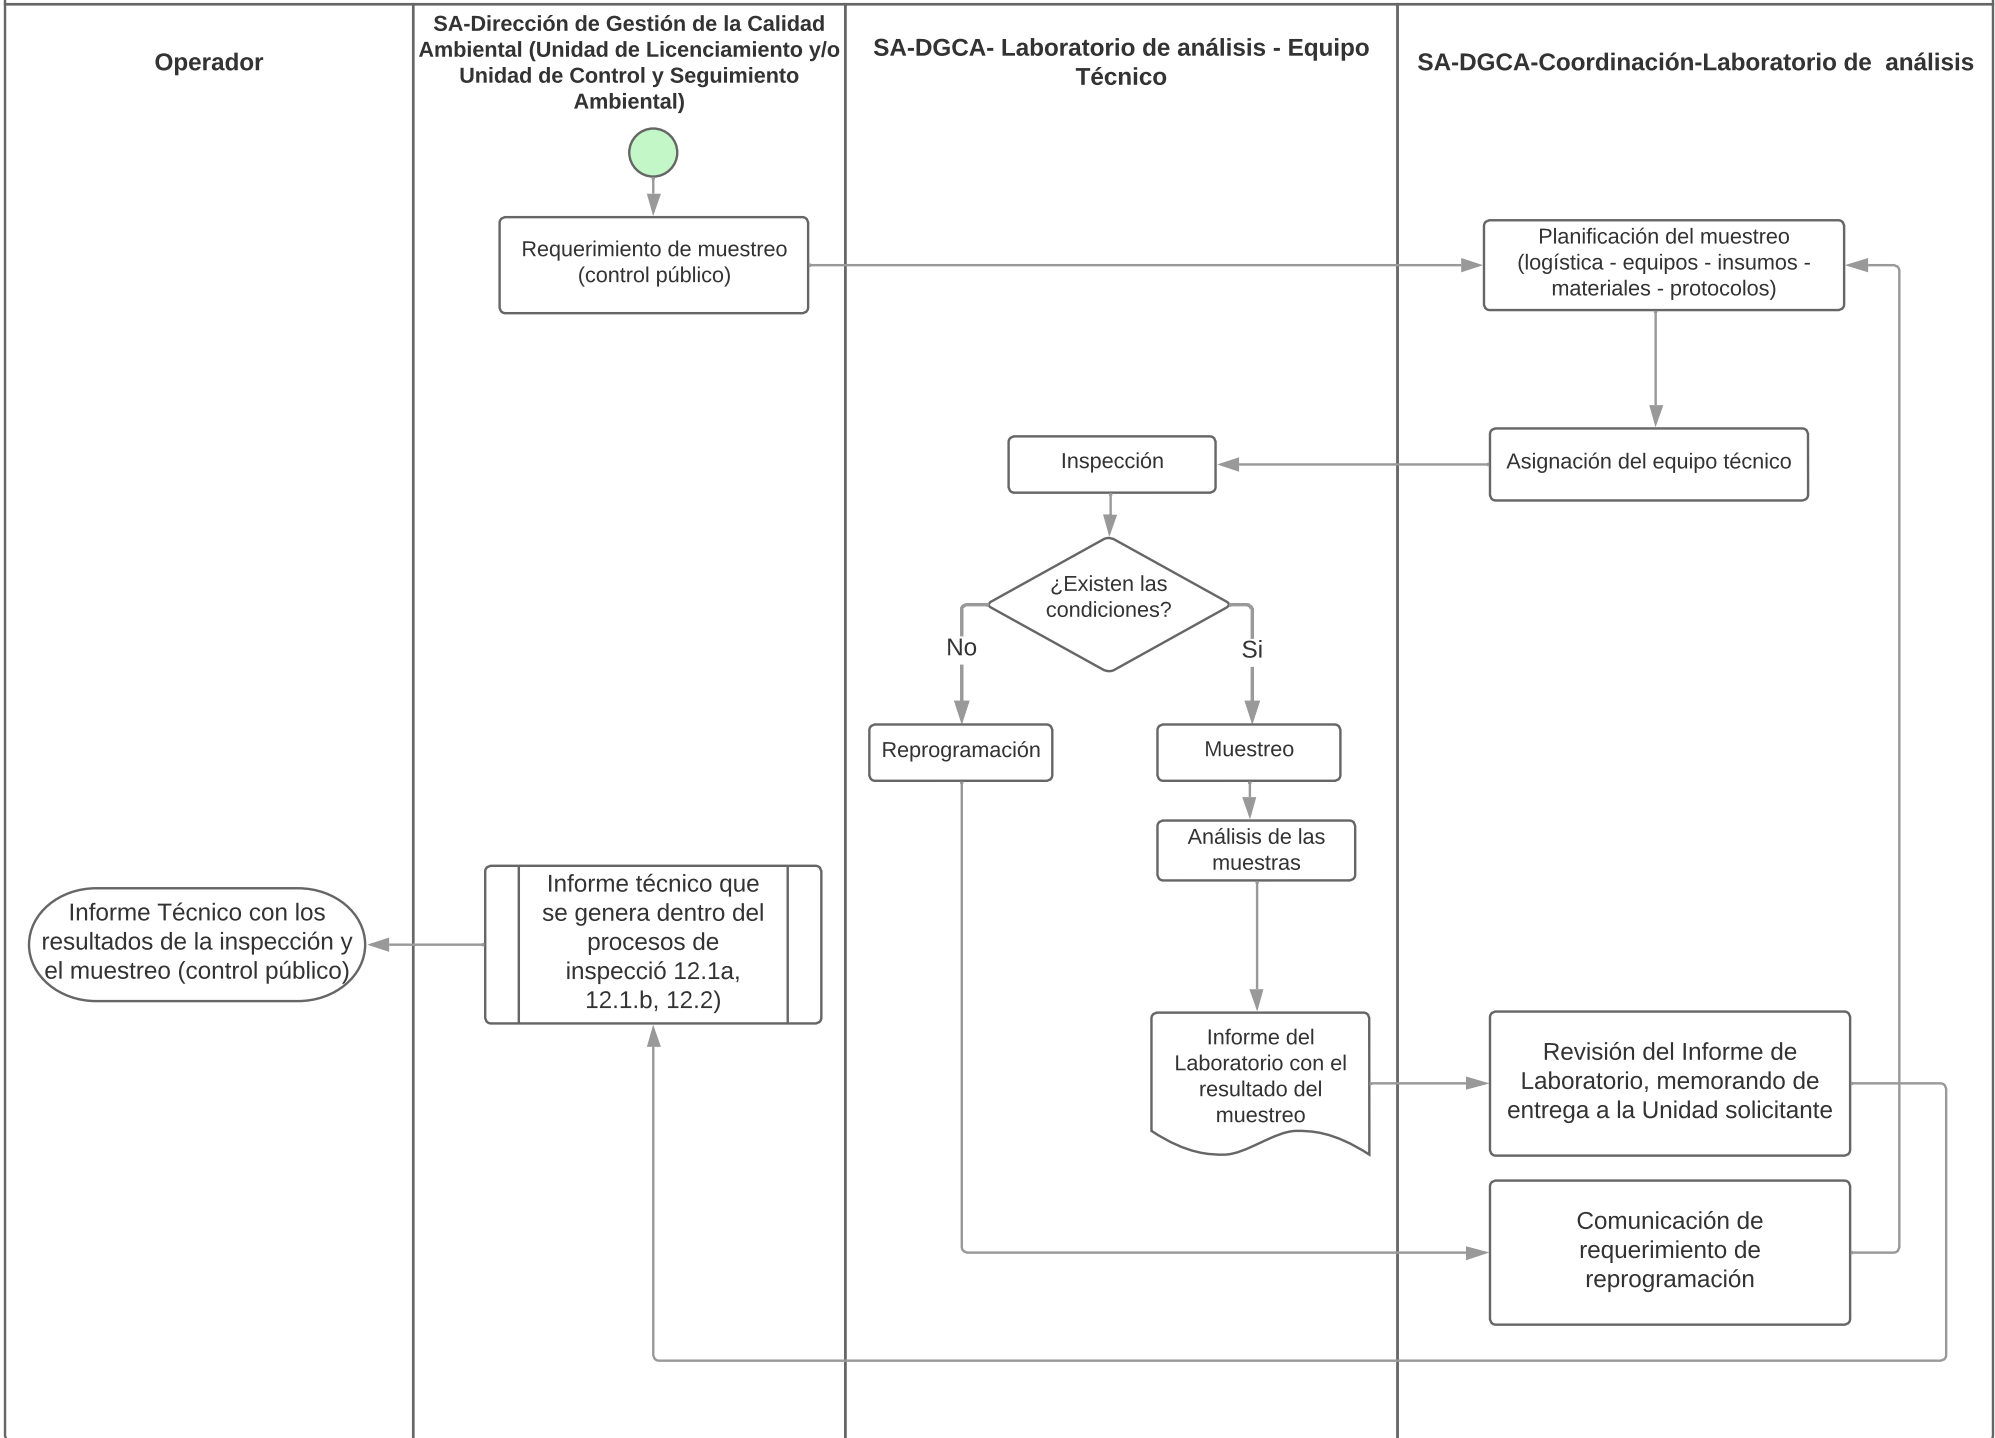 Operador
SA-Dirección de Gestión de la Calidad
Ambiental (Unidad de Licenciamiento y/o
Unidad de Control y Seguimiento
Ambiental)
SA-DGCA- Laboratorio de análisis - Equipo
Técnico
SA-DGCA-Coordinación-Laboratorio de  análisis
Requerimiento de muestreo
(control público)
Planificación del muestreo
(logística - equipos - insumos -
materiales - protocolos)
Inspección
Asignación del equipo técnico
¿Existen las
condiciones?
No
Si
Reprogramación
Muestreo
Análisis de las
muestras
Informe Técnico con los
resultados de la inspección y
el muestreo (control público)
Informe técnico que
se genera dentro del
procesos de
inspecció 12.1a,
12.1.b, 12.2)
Informe del
Laboratorio con el
resultado del
muestreo
Revisión del Informe de
Laboratorio, memorando de
entrega a la Unidad solicitante
Comunicación de
requerimiento de
reprogramación